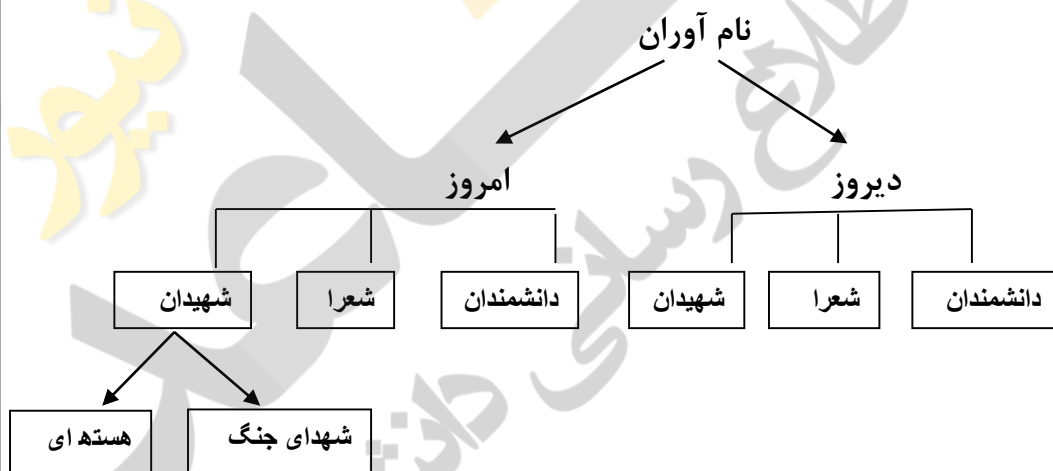 نام آوران
دیروز
امروز
دانشمندان
شعرا
شهیدان
دانشمندان
شعرا
شهیدان
شهدای جنگ
هسته ای